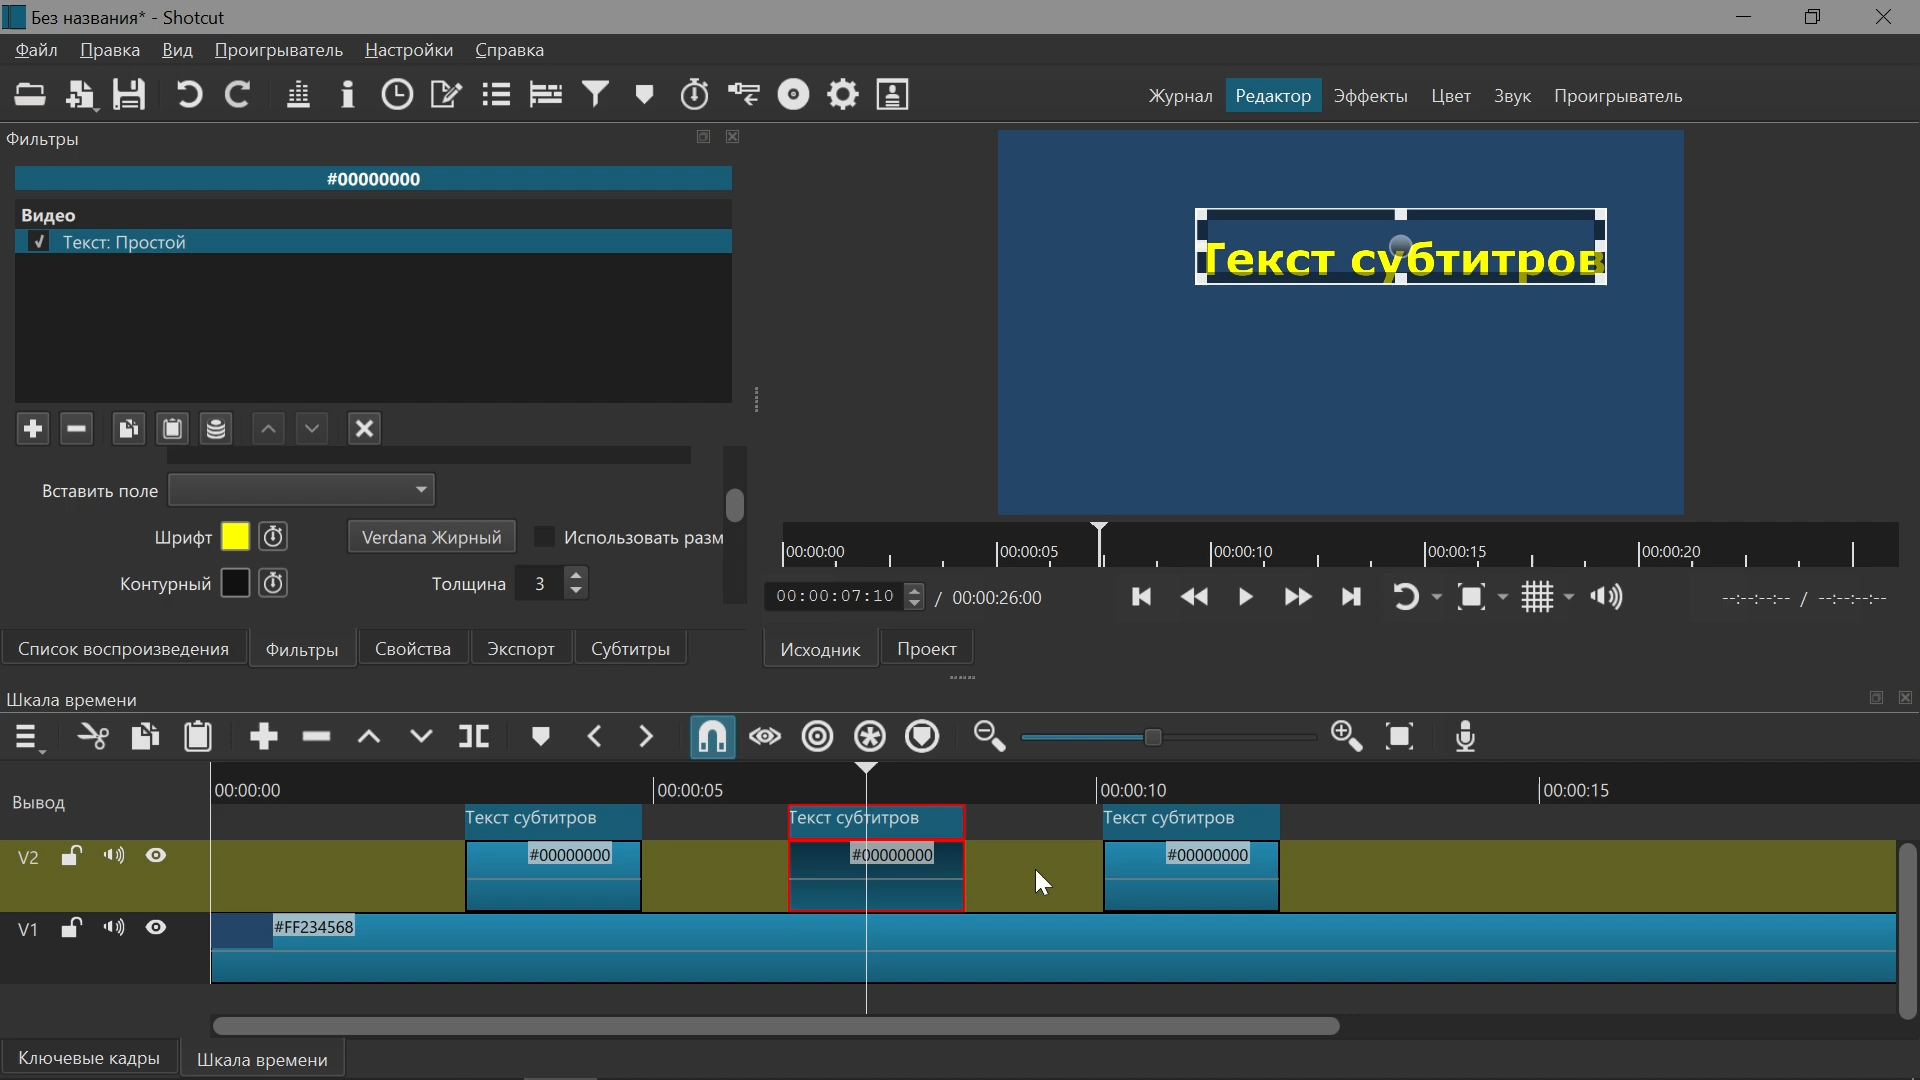 Без названия* - Shotcut
Файл Правка Вид Проигрыватель Настройки Справка
Журнал Редактор Эффекты Цвет Звук Проигрыватель
Фильтры
#00000000
Видео
Текст: Простой
Текст субтитров
Вставить поле
Шрифт Verdana Жирный Использовать разм
Контурный Толщина 3
00:00:00 00:00:05 00:00:10 00:00:15 00:00:20
00:00:07:10 / 00:00:26:00 --:--:--:-- / --:--:--:--
Список воспроизведения Фильтры Свойства Экспорт Субтитры
Исходник Проект
Шкала времени
Вывод
00:00:00 00:00:05 00:00:10 00:00:15
Текст субтитров Текст субтитров Текст субтитров
V2 #00000000 #00000000 #00000000
V1 #FF234568
Ключевые кадры Шкала времени